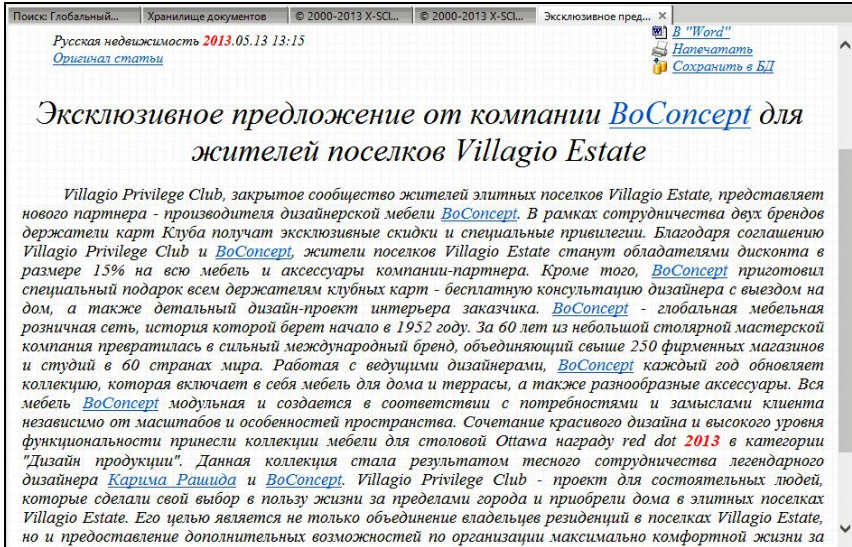 Поиск: Глобальный...
Хранилище документов
© 2000-2013 X-SCI...
© 2000-2013 X-SCI...
Эксклюзивное пред...
Русская недвижимость 2013.05.13 13:15
Оригинал статьи
В "Word"
Напечатать
Сохранить в БД
Эксклюзивное предложение от компании BoConcept для
жителей поселков Villagio Estate
Villagio Privilege Club, закрытое сообщество жителей элитных поселков Villagio Estate, представляет
нового партнера - производителя дизайнерской мебели BoConcept. В рамках сотрудничества двух брендов
держатели карт Клуба получат эксклюзивные скидки и специальные привилегии. Благодаря соглашению
Villagio Privilege Club и BoConcept, жители поселков Villagio Estate станут обладателями дисконта в
размере 15% на всю мебель и аксессуары компании-партнера. Кроме того, BoConcept приготовил
специальный подарок всем держателям клубных карт - бесплатную консультацию дизайнера с выездом на
дом, а также детальный дизайн-проект интерьера заказчика. BoConcept - глобальная мебельная
розничная сеть, история которой берет начало в 1952 году. За 60 лет из небольшой столярной мастерской
компания превратилась в сильный международный бренд, объединяющий свыше 250 фирменных магазинов
и студий в 60 странах мира. Работая с ведущими дизайнерами, BoConcept каждый год обновляет
коллекцию, которая включает в себя мебель для дома и террасы, а также разнообразные аксессуары. Вся
мебель BoConcept модульная и создается в соответствии с потребностями и замыслами клиента
независимо от масштабов и особенностей пространства. Сочетание красивого дизайна и высокого уровня
функциональности принесли коллекции мебели для столовой Ottawa награду red dot 2013 в категории
"Дизайн продукции". Данная коллекция стала результатом тесного сотрудничества легендарного
дизайнера Карима Рашида и BoConcept. Villagio Privilege Club - проект для состоятельных людей,
которые сделали свой выбор в пользу жизни за пределами города и приобрели дома в элитных поселках
Villagio Estate. Его целью является не только объединение владельцев резиденций в поселках Villagio Estate,
но и предоставление дополнительных возможностей по организации максимально комфортной жизни за